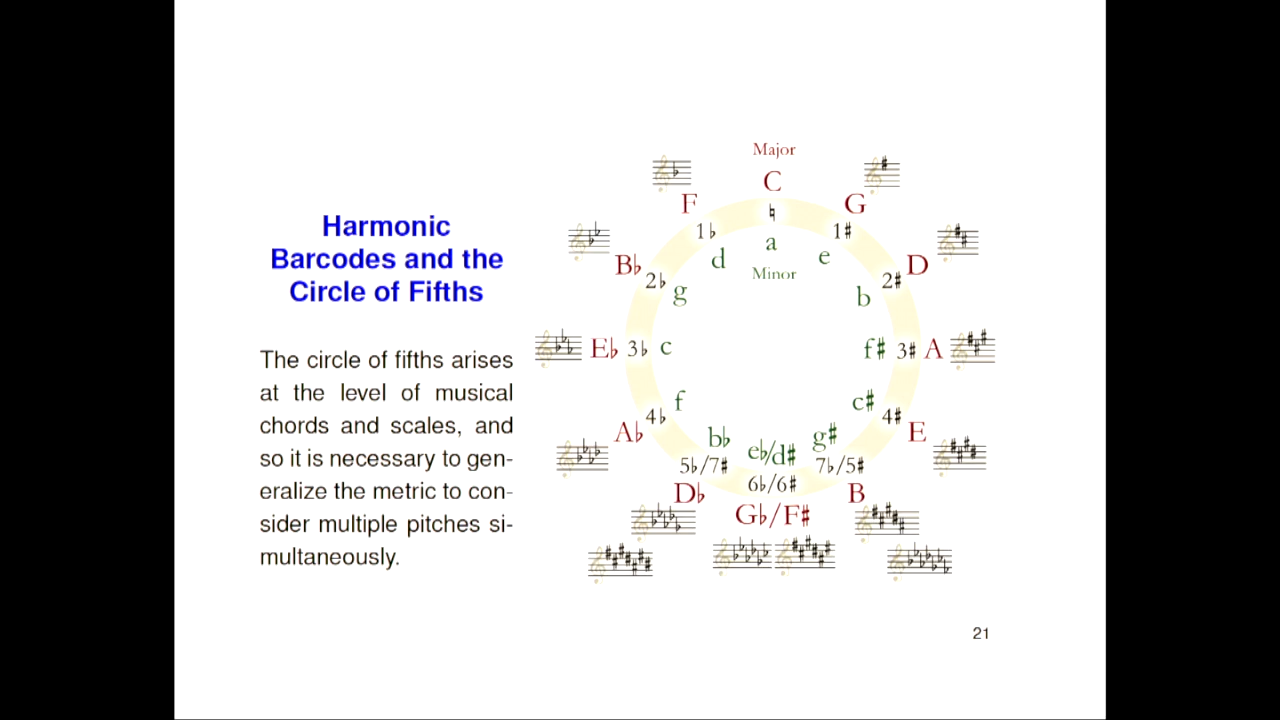 Harmonic
Barcodes and the
Circle of Fifths
The circle of fifths arises
at the level of musical
chords and scales, and
so it is necessary to gen-
eralize the metric to con-
sider multiple pitches si-
multaneously.
Major
C
♮
a
Minor
G
1♯
e
D
2♯
b
A
3♯
f♯
E
4♯
c♯
B
7♭/5♯
g♯
G♭/F♯
6♭/6♯
e♭/d♯
D♭
5♭/7♯
b♭
A♭
4♭
f
E♭
3♭
c
B♭
2♭
g
F
1♭
d
21